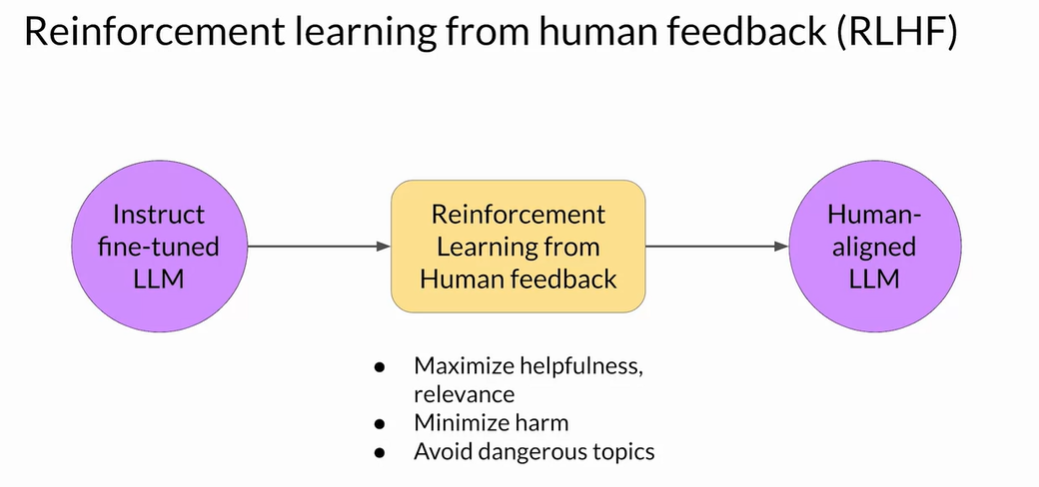 Reinforcement learning from human feedback (RLHF)
Instruct
fine-tuned
LLM
Reinforcement
Learning from
Human feedback
Human-
aligned
LLM
● Maximize helpfulness,
relevance
● Minimize harm
● Avoid dangerous topics